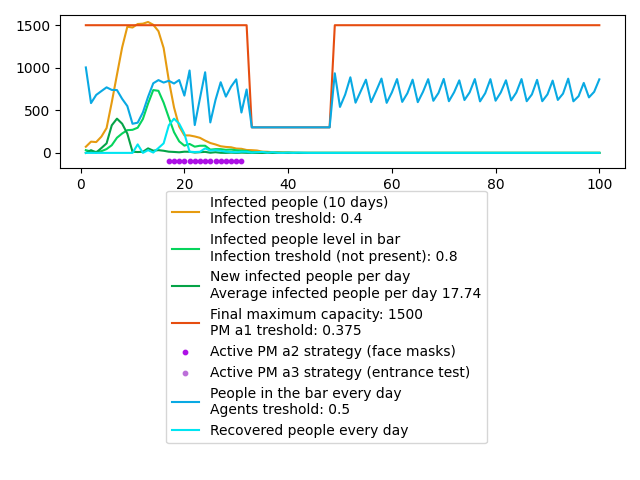 1500
1000
500
0
0
20
40
60
80
100
Infected people (10 days)
Infection treshold: 0.4
Infected people level in bar
Infection treshold (not present): 0.8
New infected people per day
Average infected people per day 17.74
Final maximum capacity: 1500
PM a1 treshold: 0.375
Active PM a2 strategy (face masks)
Active PM a3 strategy (entrance test)
People in the bar every day
Agents treshold: 0.5
Recovered people every day